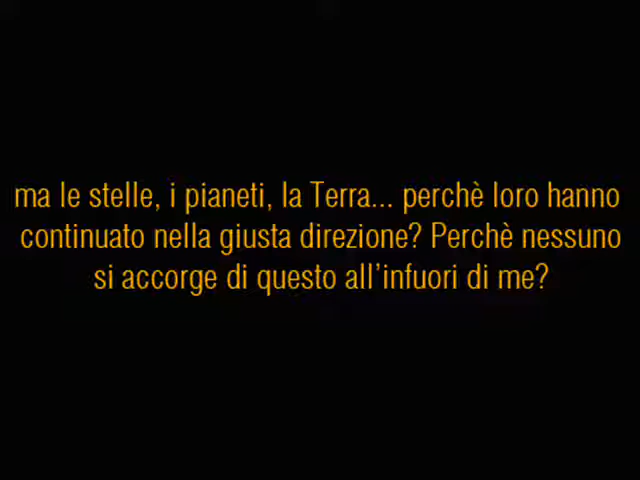 ma le stelle, i pianeti, la Terra... perchè loro hanno
continuato nella giusta direzione? Perchè nessuno
si accorge di questo all'infuori di me?